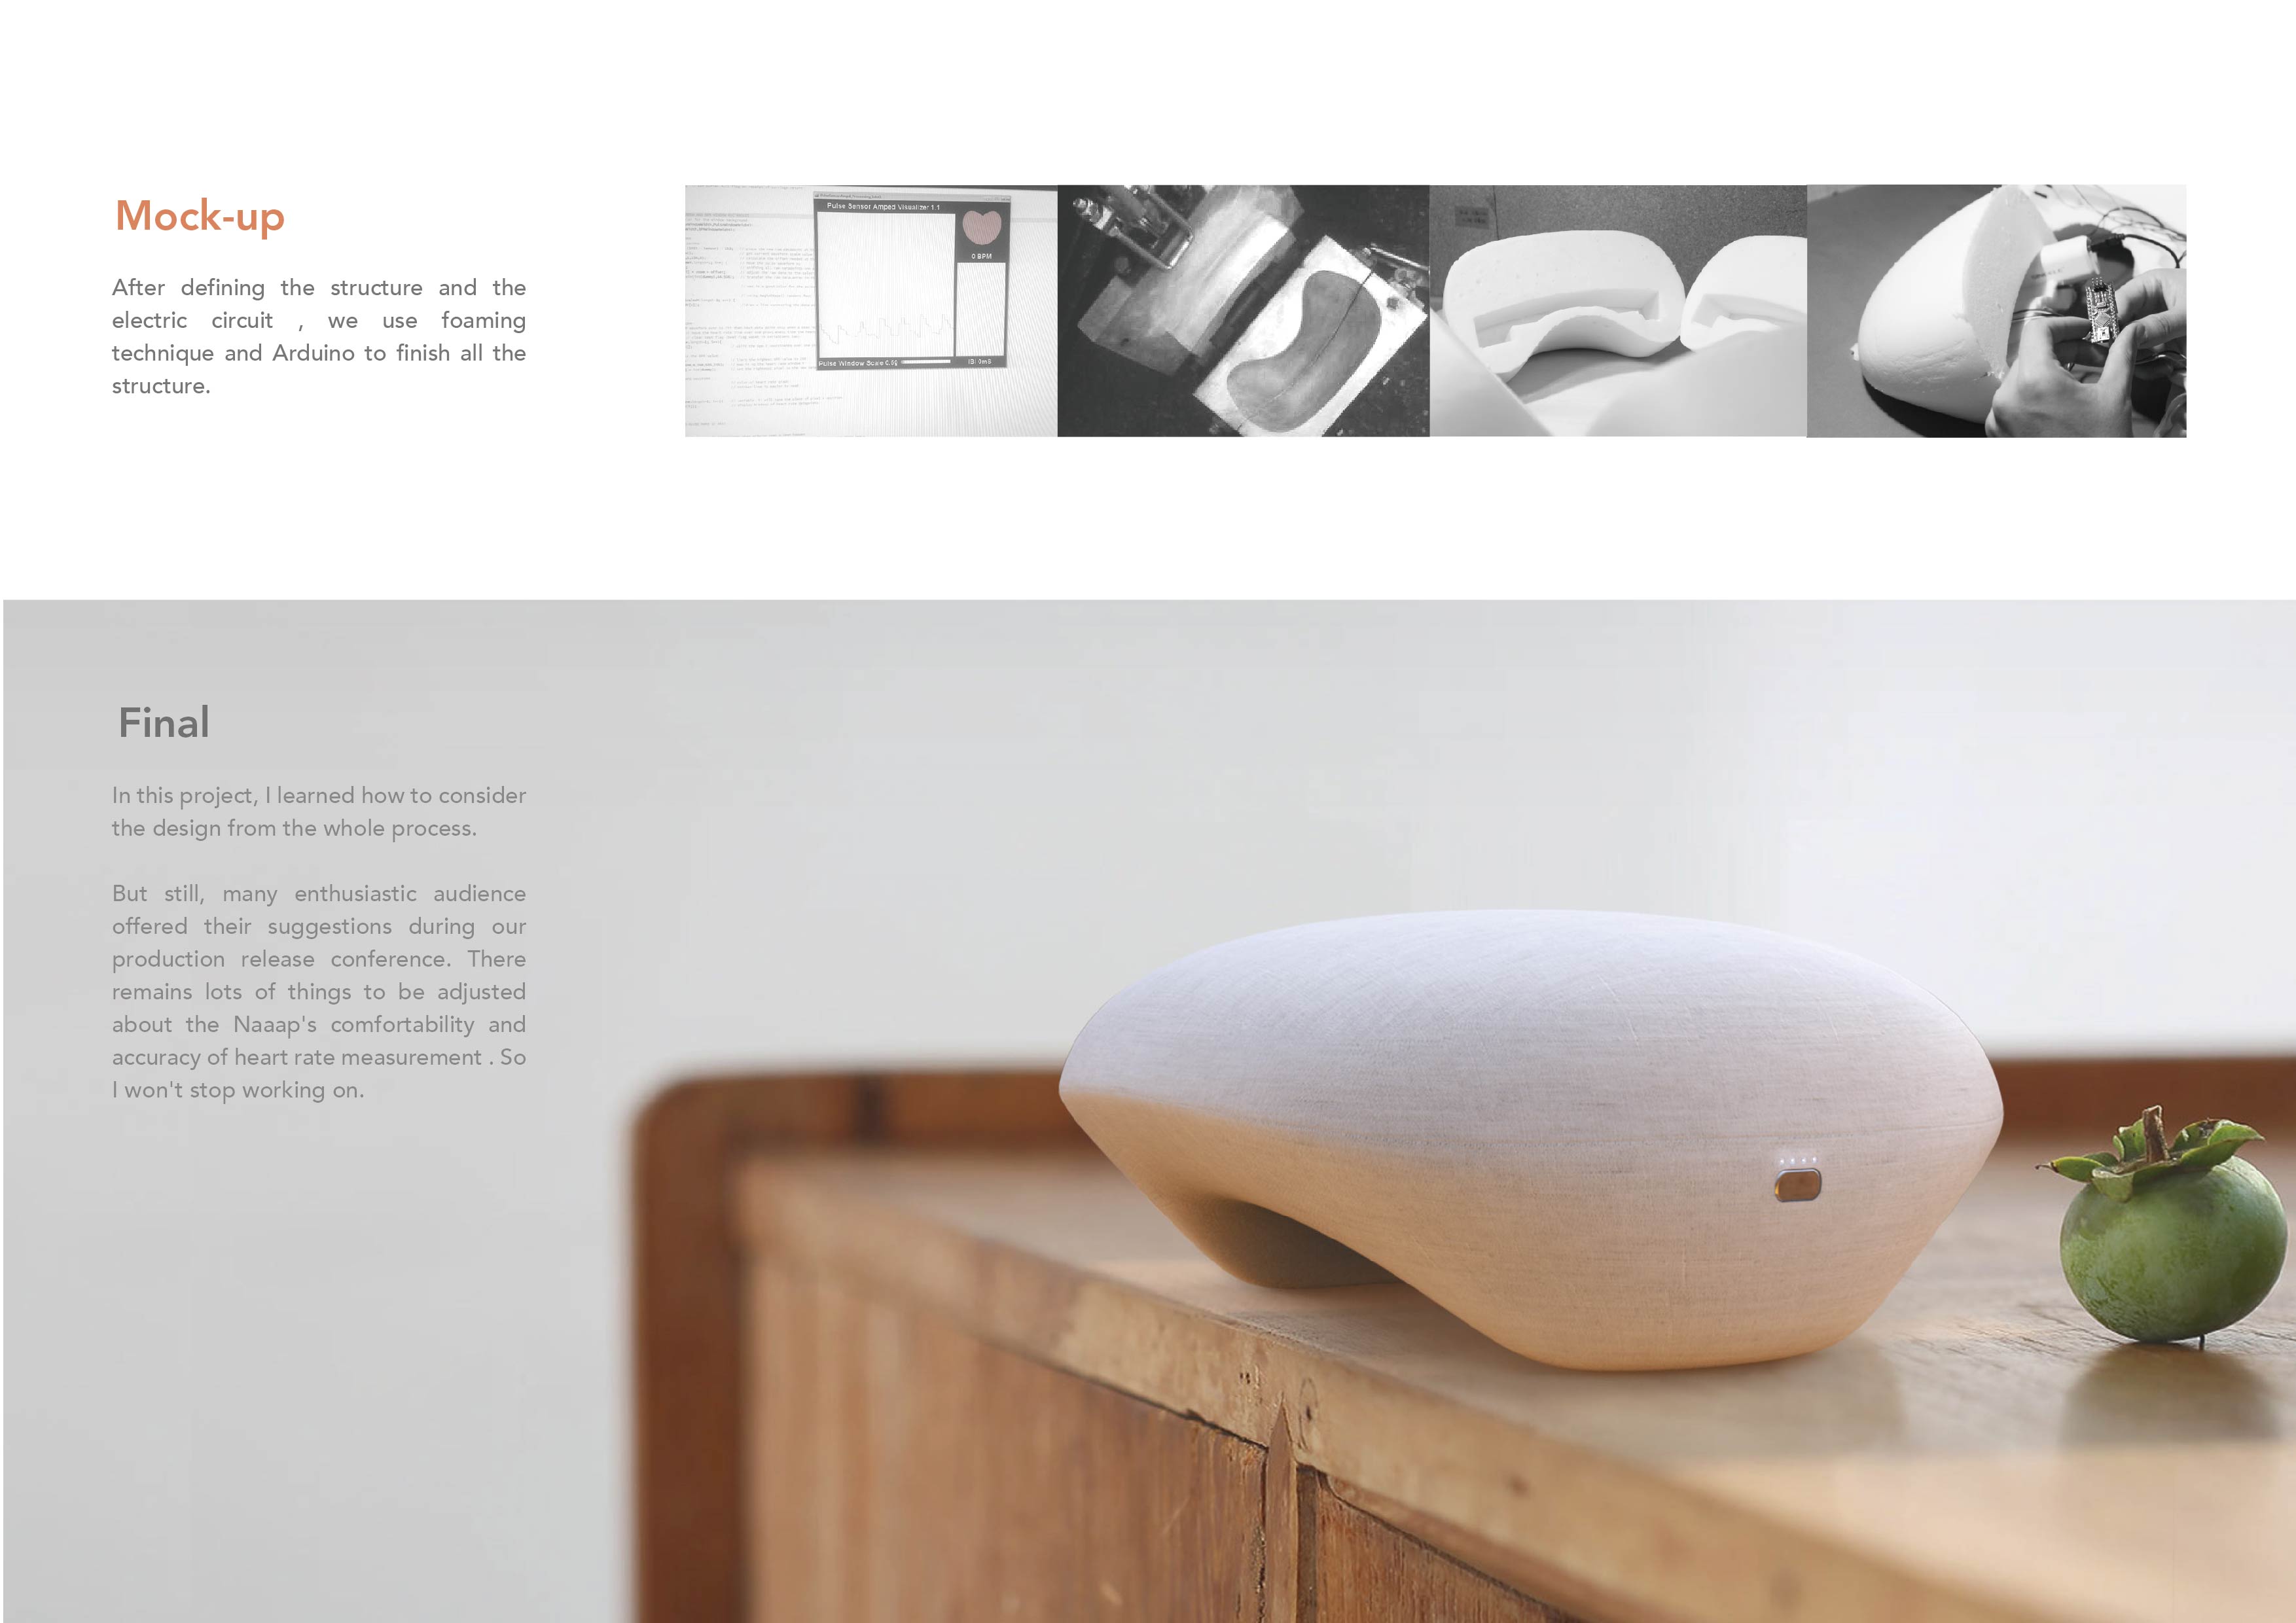 Mock-up
After defining the structure and the
electric circuit , we use foaming
technique and Arduino to finish all the
structure.
Pulse Sensor Amped Visualizer 1.1
0 BPM
Pulse Window Scale
IBI 0mS
Final
In this project, I learned how to consider
the design from the whole process.
But still, many enthusiastic audience
offered their suggestions during our
production release conference. There
remains lots of things to be adjusted
about the Naaap's comfortability and
accuracy of heart rate measurement . So
I won't stop working on.